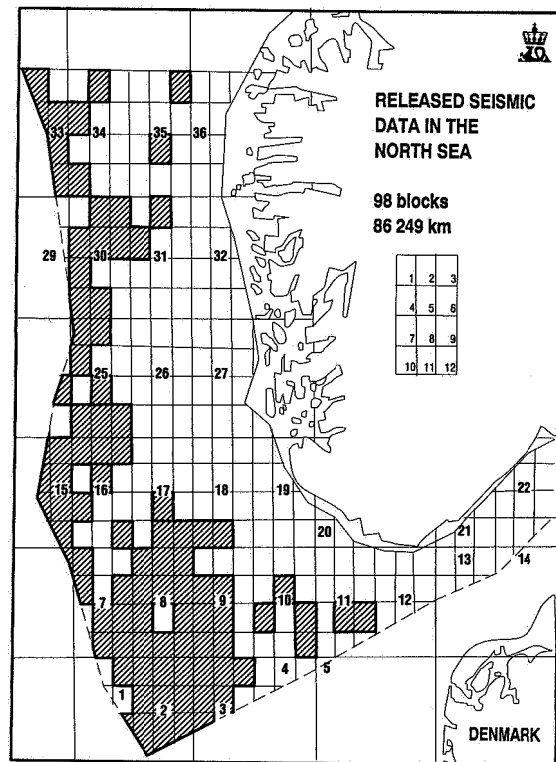 RELEASED SEISMIC
DATA IN THE
NORTH SEA
98 blocks
86 249 km
1 2 3
4 5 6
7 8 9
10 11 12
33 34 35 36
29 30 31 32
25 26 27
15 16 17 18 19 22
20 21
13 14
7 8 9 10 11 12
4 5
1
2 3
DENMARK